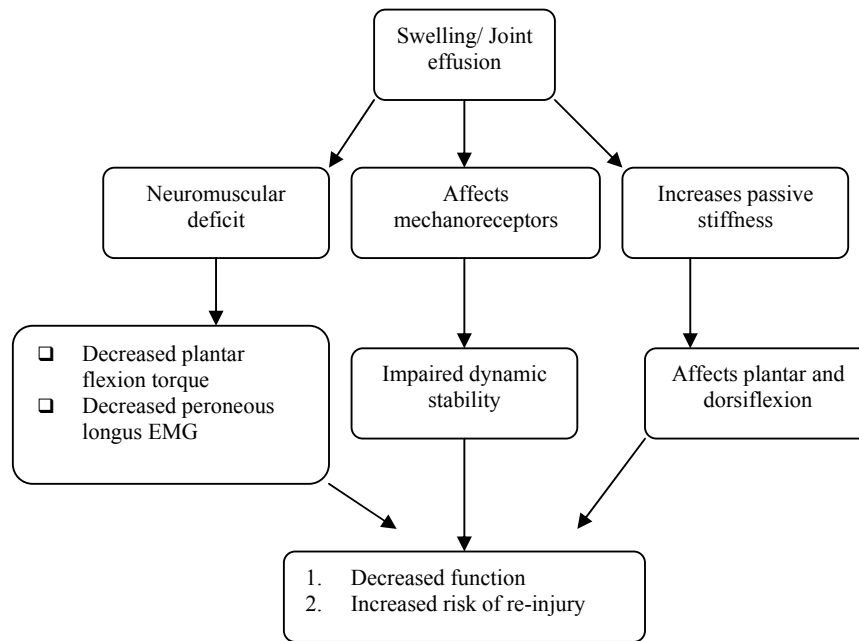 Swelling/ Joint
effusion
Neuromuscular
deficit
Affects
mechanoreceptors
Increases passive
stiffness
❑ Decreased plantar
flexion torque
❑ Decreased peroneous
longus EMG
Impaired dynamic
stability
Affects plantar and
dorsiflexion
1. Decreased function
2. Increased risk of re-injury